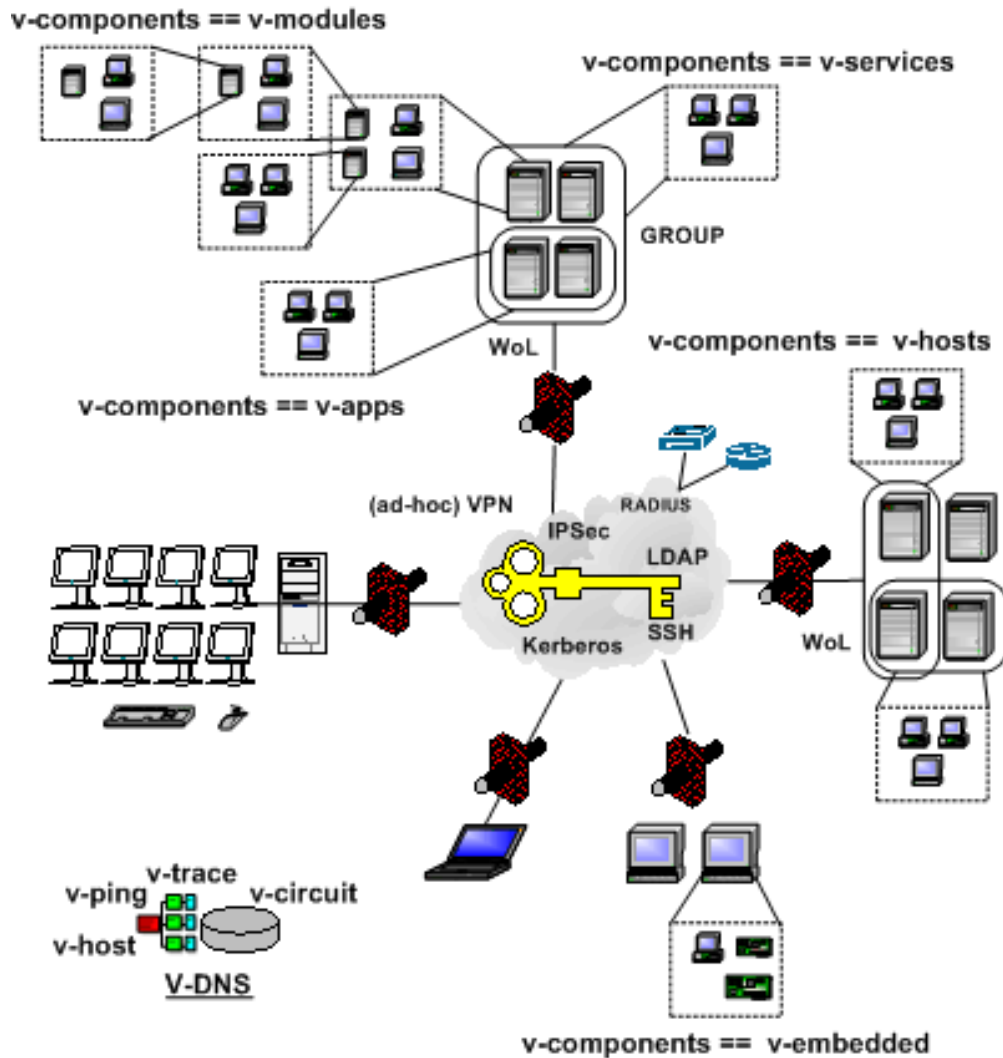 v-components == v-modules
v-components == v-services
GROUP
WoL
v-components == v-hosts
v-components == v-apps
(ad-hoc) VPN
RADIUS
IPSec
LDAP
SSH
Kerberos
WoL
v-trace
v-ping
v-circuit
v-host
V-DNS
v-components == v-embedded